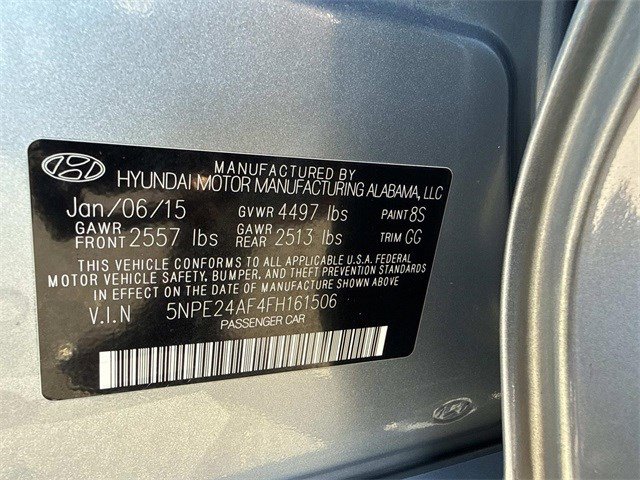 MANUFACTURED BY
HYUNDAI MOTOR MANUFACTURING ALABAMA, LLC
Jan/06/15 GVWR 4497 lbs PAINT 8S
GAWR FRONT 2557 lbs GAWR REAR 2513 lbs TRIM GG
THIS VEHICLE CONFORMS TO ALL APPLICABLE U.S.A. FEDERAL
MOTOR VEHICLE SAFETY, BUMPER, AND THEFT PREVENTION STANDARDS
IN EFFECT ON THE DATE OF MANUFACTURE SHOWN ABOVE
V.I.N 5NPE24AF4FH161506
PASSENGER CAR